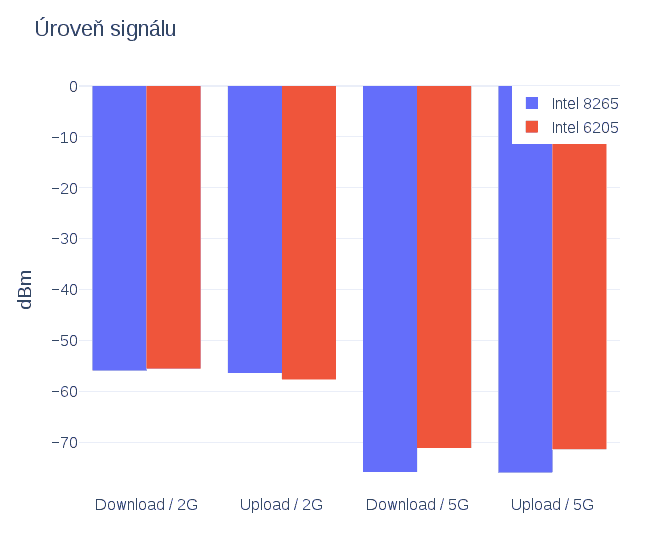 Úroveň signálu
Intel 8265
Intel 6205
dBm
0
−10
−20
−30
−40
−50
−60
−70
Download / 2G
Upload / 2G
Download / 5G
Upload / 5G